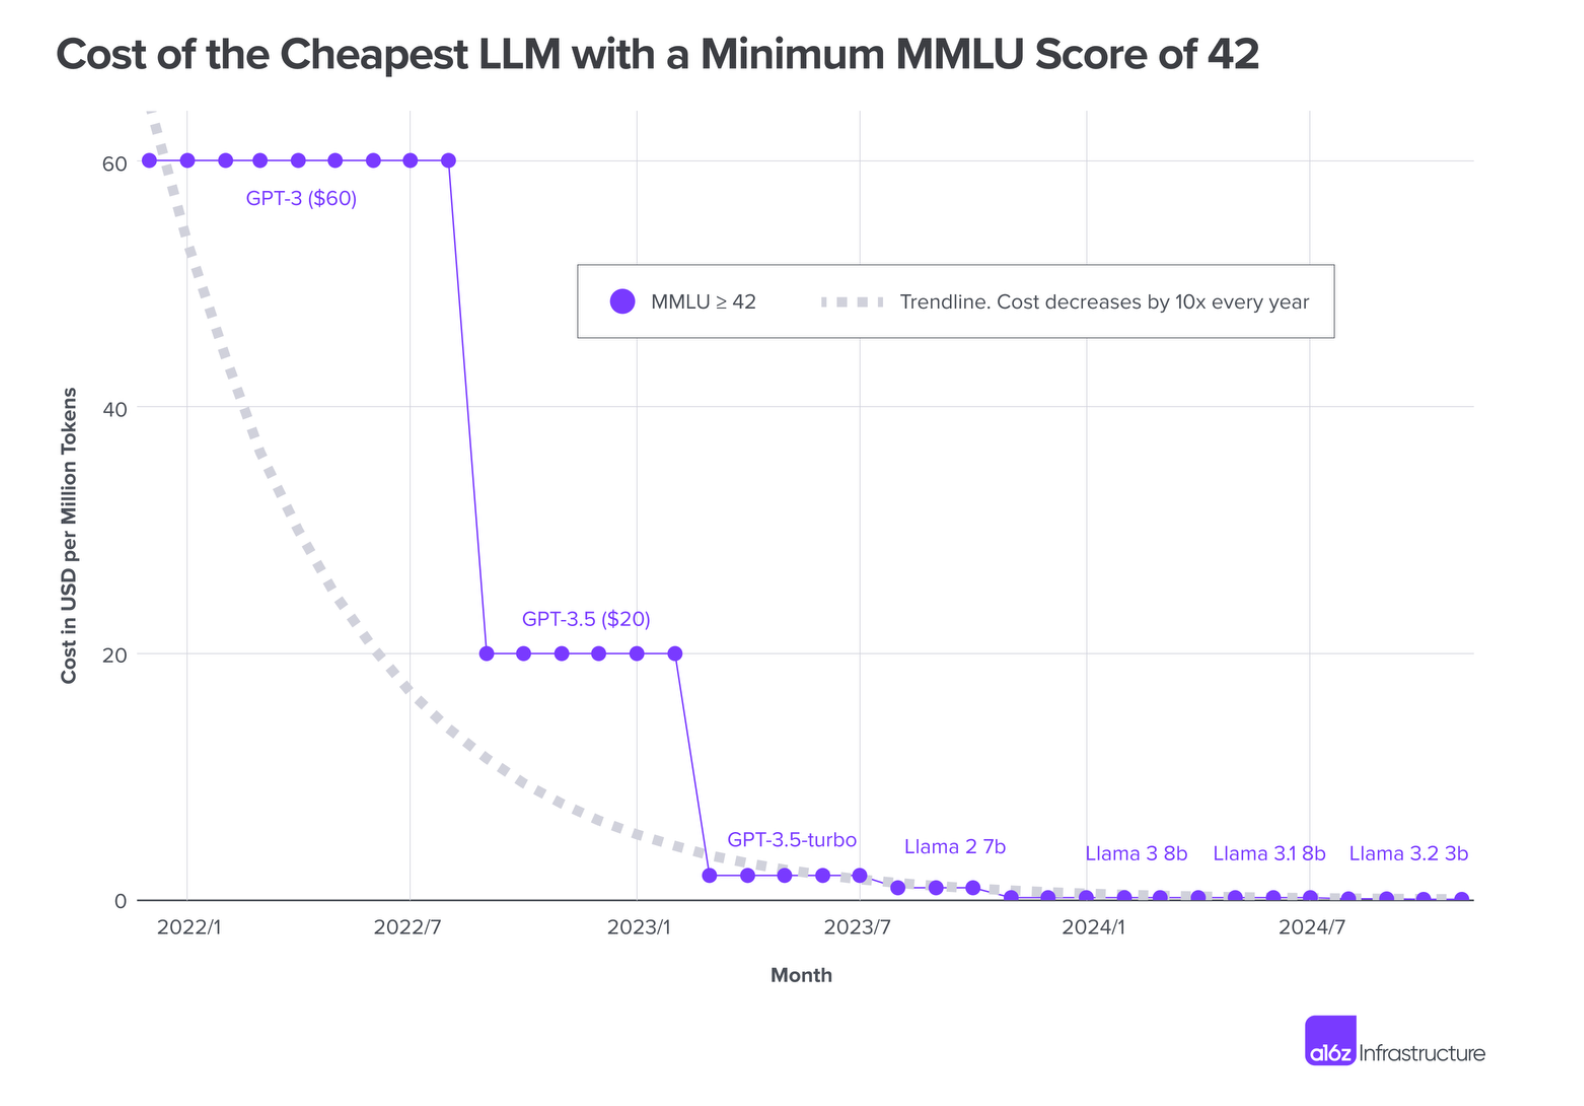 Cost of the Cheapest LLM with a Minimum MMLU Score of 42
Cost in USD per Million Tokens
60
40
20
0
GPT-3 ($60)
MMLU ≥ 42
Trendline. Cost decreases by 10x every year
GPT-3.5 ($20)
GPT-3.5-turbo
Llama 2 7b
Llama 3 8b
Llama 3.1 8b
Llama 3.2 3b
2022/1
2022/7
2023/1
2023/7
2024/1
2024/7
Month
a16z Infrastructure